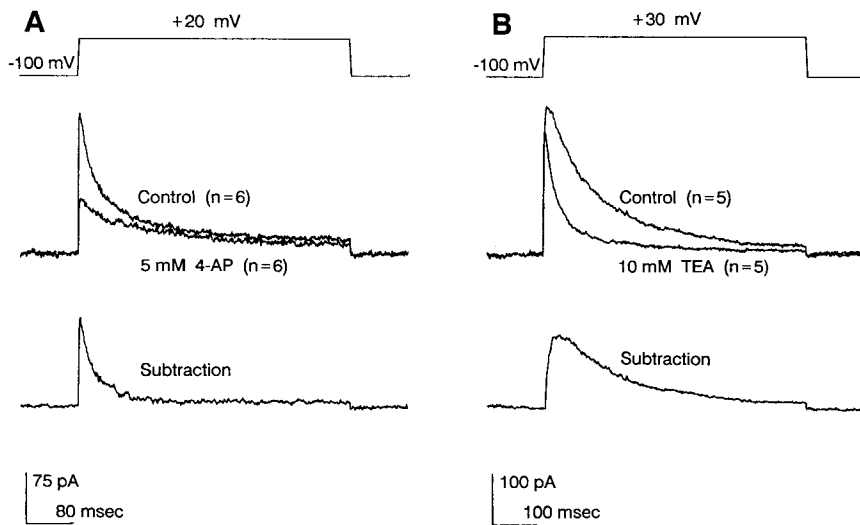 A
+20 mV
-100 mV
Control (n=6)
5 mM 4-AP (n=6)
Subtraction
75 pA
80 msec
B
+30 mV
-100 mV
Control (n=5)
10 mM TEA (n=5)
Subtraction
100 pA
100 msec